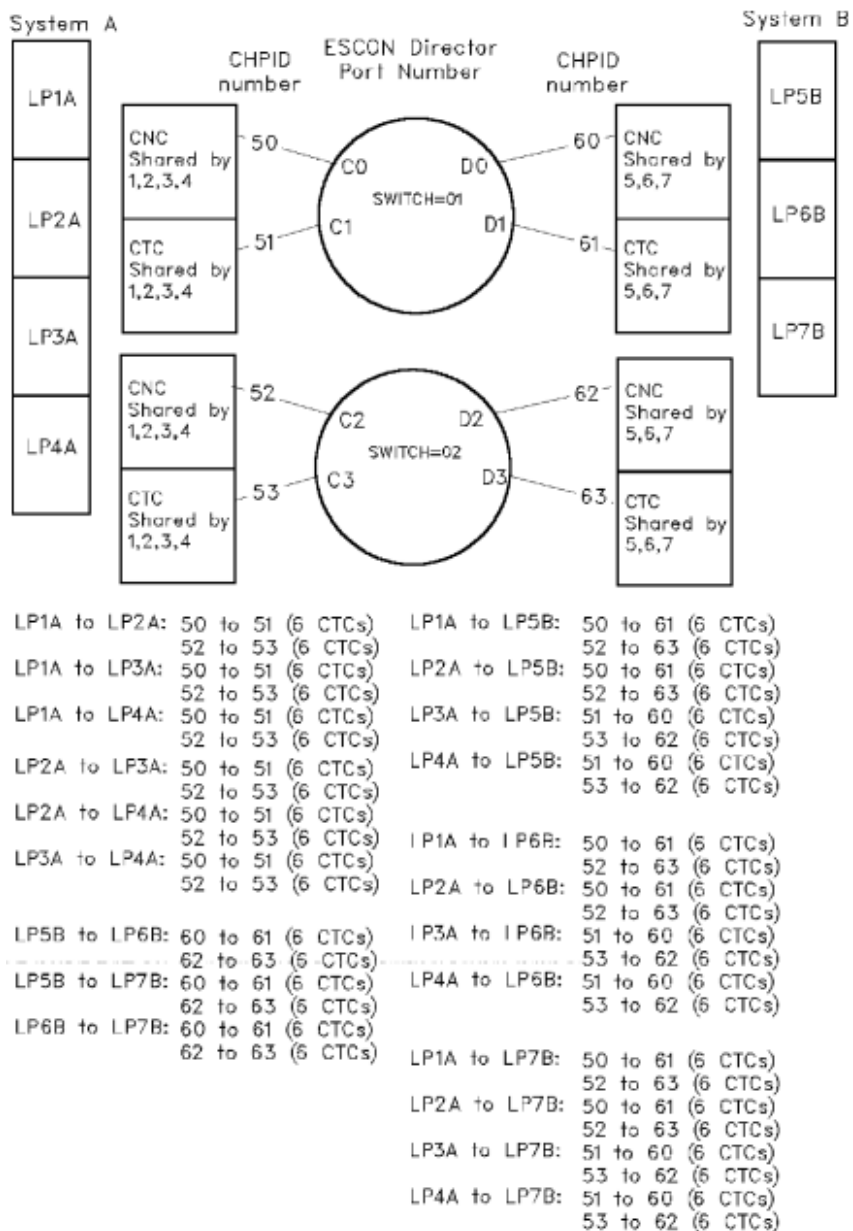 System A
System B
CHPID
number
ESCON Director
Port Number
CHPID
number
LP1A
LP2A
LP3A
LP4A
CNC
Shared by
1,2,3,4
CTC
Shared by
1,2,3,4
50
51
C0
D0
SWITCH=01
C1
D1
60
61
CNC
Shared by
5,6,7
CTC
Shared by
5,6,7
LP5B
LP6B
LP7B
CNC
Shared by
1,2,3,4
CTC
Shared by
1,2,3,4
52
53
C2
D2
SWITCH=02
C3
D3
62
63
CNC
Shared by
5,6,7
CTC
Shared by
5,6,7
LP1A to LP2A: 50 to 51 (6 CTCs)
52 to 53 (6 CTCs)
LP1A to LP3A: 50 to 51 (6 CTCs)
52 to 53 (6 CTCs)
LP1A to LP4A: 50 to 51 (6 CTCs)
52 to 53 (6 CTCs)
LP2A to LP3A: 50 to 51 (6 CTCs)
52 to 53 (6 CTCs)
LP2A to LP4A: 50 to 51 (6 CTCs)
52 to 53 (6 CTCs)
LP3A to LP4A: 50 to 51 (6 CTCs)
52 to 53 (6 CTCs)
LP5B to LP6B: 60 to 61 (6 CTCs)
62 to 63 (6 CTCs)
LP5B to LP7B: 60 to 61 (6 CTCs)
62 to 63 (6 CTCs)
LP6B to LP7B: 60 to 61 (6 CTCs)
62 to 63 (6 CTCs)
LP1A to LP5B: 50 to 61 (6 CTCs)
52 to 63 (6 CTCs)
LP2A to LP5B: 50 to 61 (6 CTCs)
52 to 63 (6 CTCs)
LP3A to LP5B: 51 to 60 (6 CTCs)
53 to 62 (6 CTCs)
LP4A to LP5B: 51 to 60 (6 CTCs)
53 to 62 (6 CTCs)
LP1A to LP6B: 50 to 61 (6 CTCs)
52 to 63 (6 CTCs)
LP2A to LP6B: 50 to 61 (6 CTCs)
52 to 63 (6 CTCs)
LP3A to LP6B: 51 to 60 (6 CTCs)
53 to 62 (6 CTCs)
LP4A to LP6B: 51 to 60 (6 CTCs)
53 to 62 (6 CTCs)
LP1A to LP7B: 50 to 61 (6 CTCs)
52 to 63 (6 CTCs)
LP2A to LP7B: 50 to 61 (6 CTCs)
52 to 63 (6 CTCs)
LP3A to LP7B: 51 to 60 (6 CTCs)
53 to 62 (6 CTCs)
LP4A to LP7B: 51 to 60 (6 CTCs)
53 to 62 (6 CTCs)